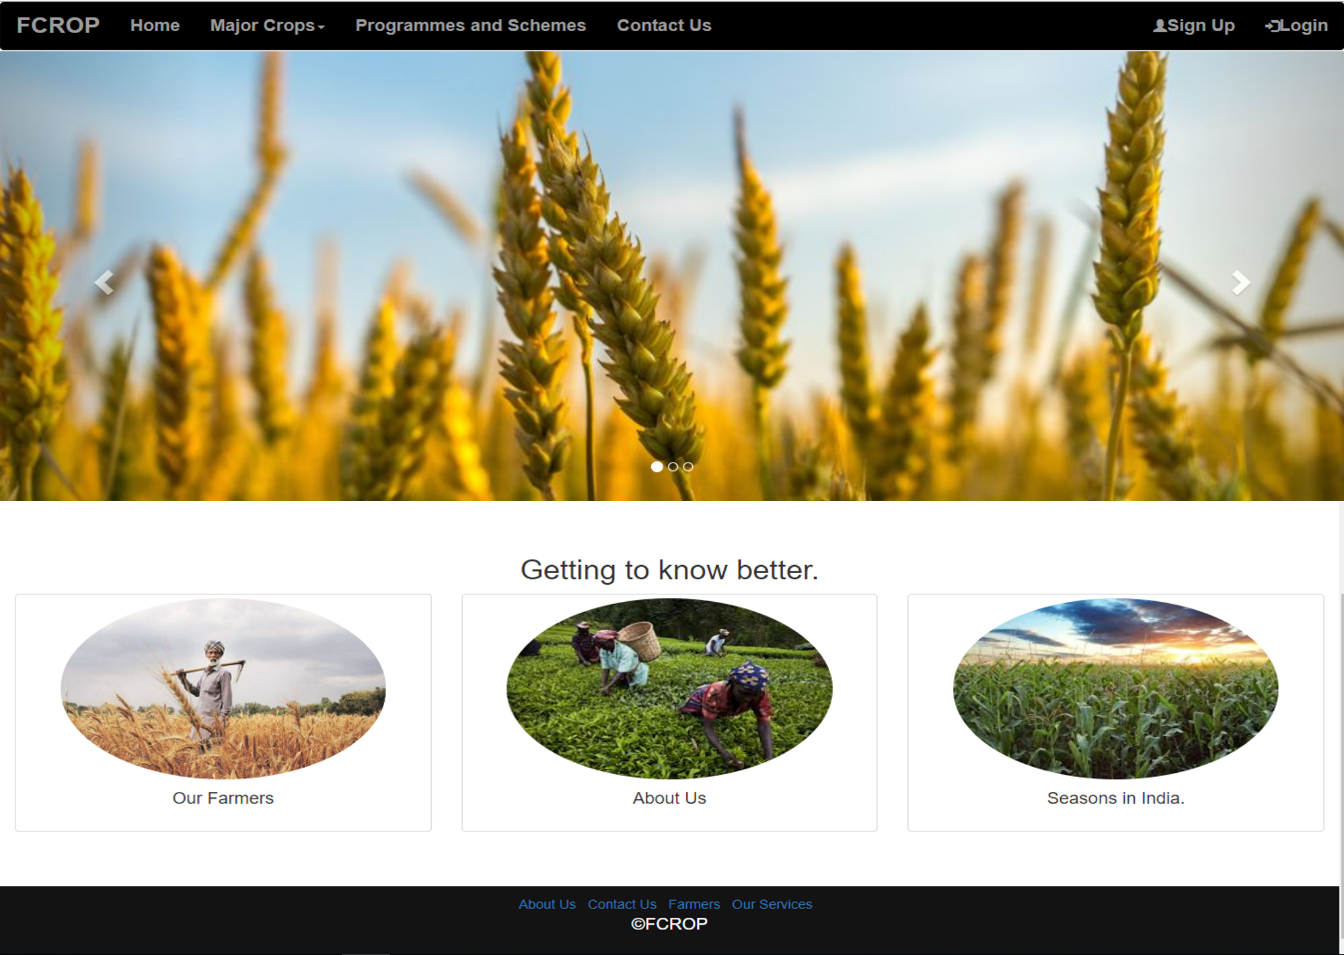 FCROP Home Major Crops Programmes and Schemes Contact Us Sign Up Login
Getting to know better.
Our Farmers About Us Seasons in India.
About Us Contact Us Farmers Our Services
©FCROP